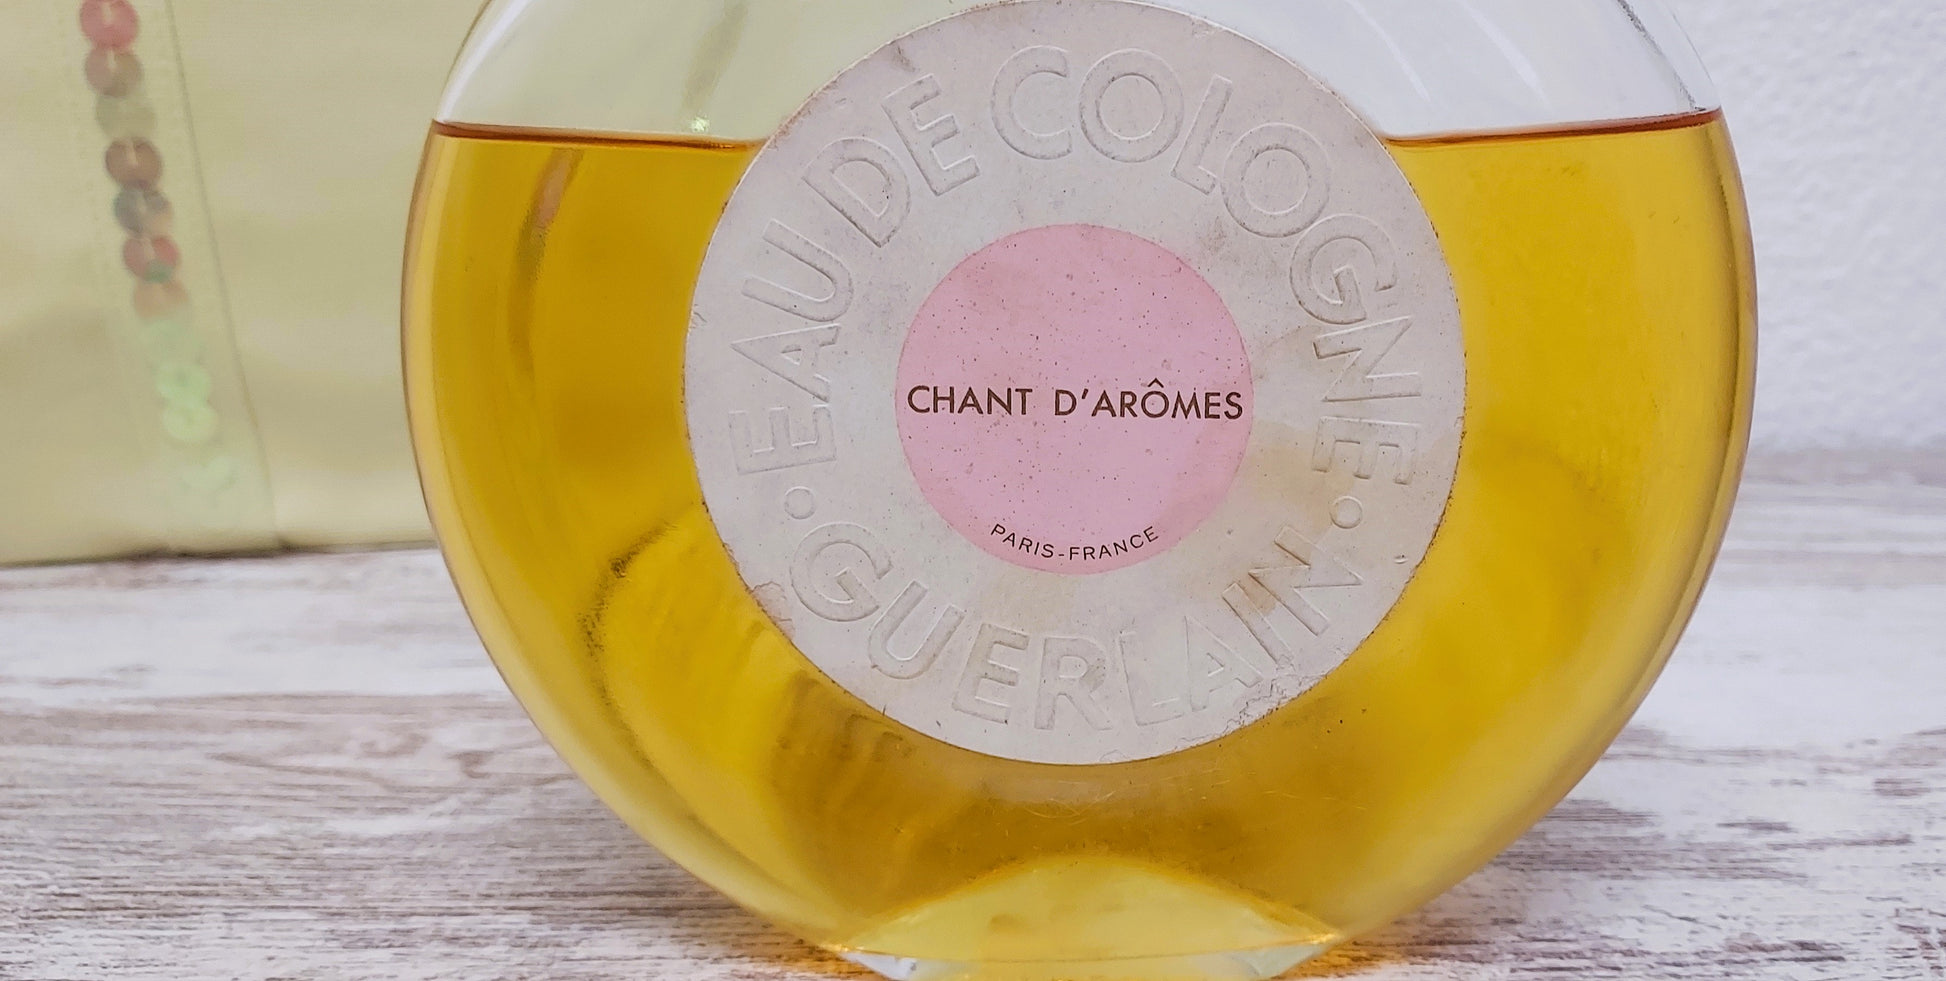 EAU DE COLOGNE
CHANT D'ARÔMES
PARIS-FRANCE
GUERLAIN